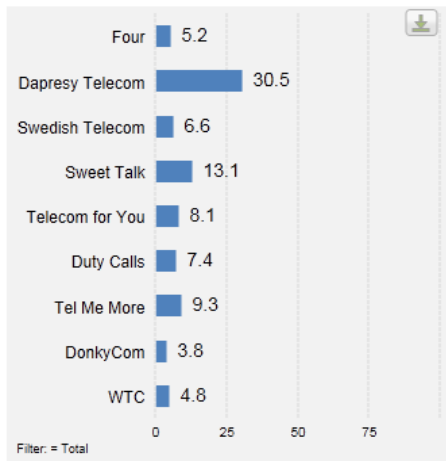 Four 5.2
Dapresy Telecom 30.5
Swedish Telecom 6.6
Sweet Talk 13.1
Telecom for You 8.1
Duty Calls 7.4
Tel Me More 9.3
DonkyCom 3.8
WTC 4.8
0 25 50 75
Filter: = Total